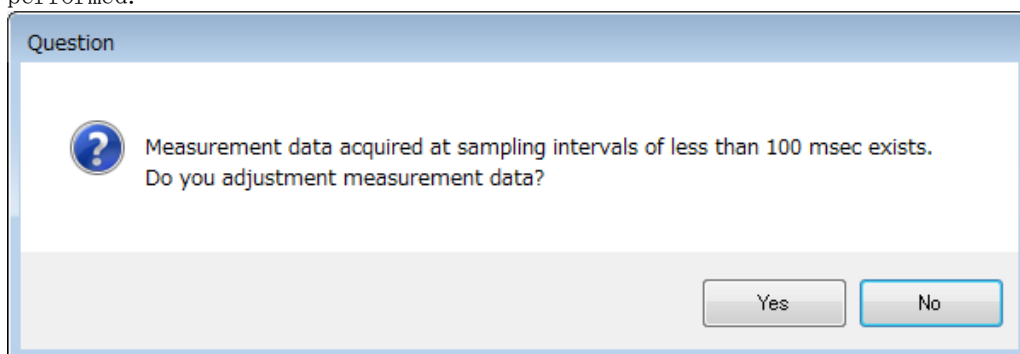 performed.
Question
Measurement data acquired at sampling intervals of less than 100 msec exists.
Do you adjustment measurement data?
Yes No